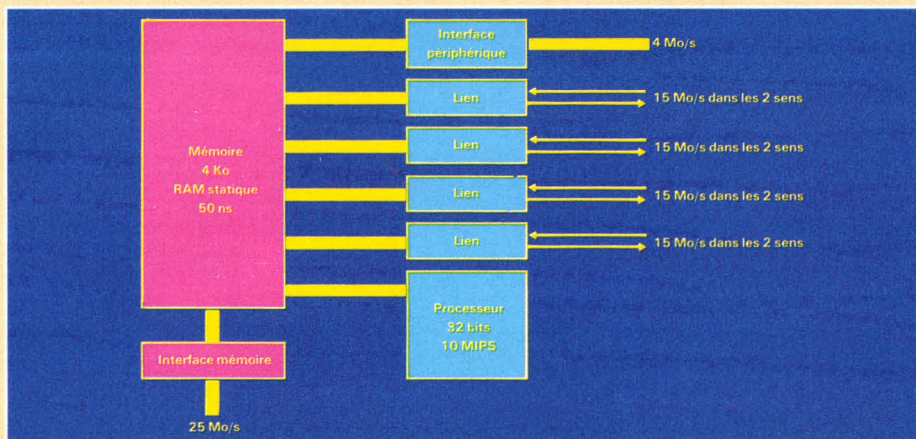 Interface
périphérique
4 Mo/s
Lien
15 Mo/s dans les 2 sens
Lien
15 Mo/s dans les 2 sens
Mémoire
4 Ko
RAM statique
50 ns
Lien
15 Mo/s dans les 2 sens
Lien
15 Mo/s dans les 2 sens
Processeur
32 bits
10 MIPS
Interface mémoire
25 Mo/s